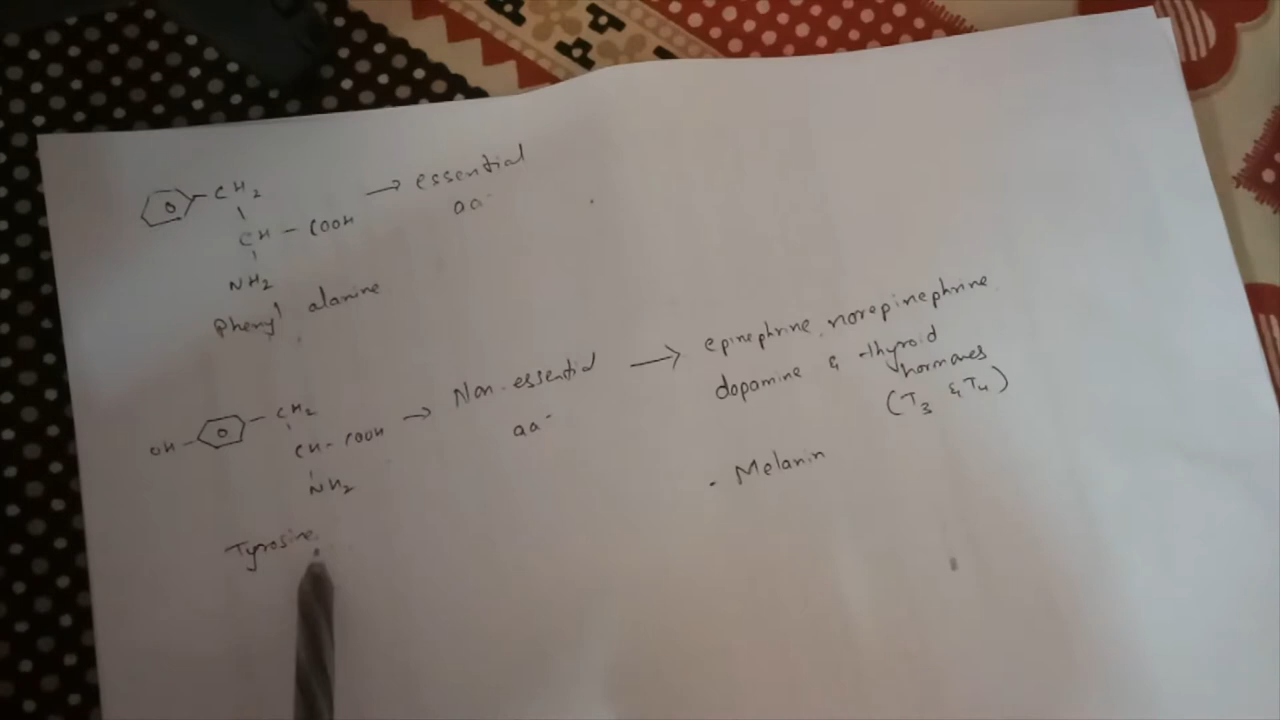 CH2 → essential
aa
CH - COOH
NH2
Phenyl alanine
OH CH2 → Non-essential → epinephrine, norepinephrine
CH - COOH aa dopamine & thyroid
hormones
NH2 (T3 & T4)
Tyrosine
. Melanin